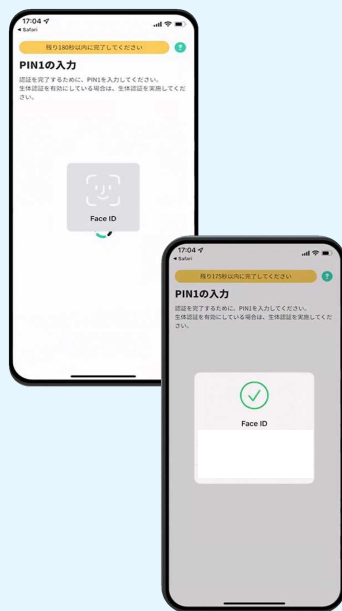 17:04
◀ Safari
残り180秒以内に完了してください
?
PIN1の入力
認証を完了するために、PIN1を入力してください。
生体認証を有効にしている場合は、生体認証を実施してくだ
さい。
Face ID
17:04
◀ Safari
残り175秒以内に完了してください
?
PIN1の入力
認証を完了するために、PIN1を入力してください。
生体認証を有効にしている場合は、生体認証を実施してくだ
さい。
Face ID